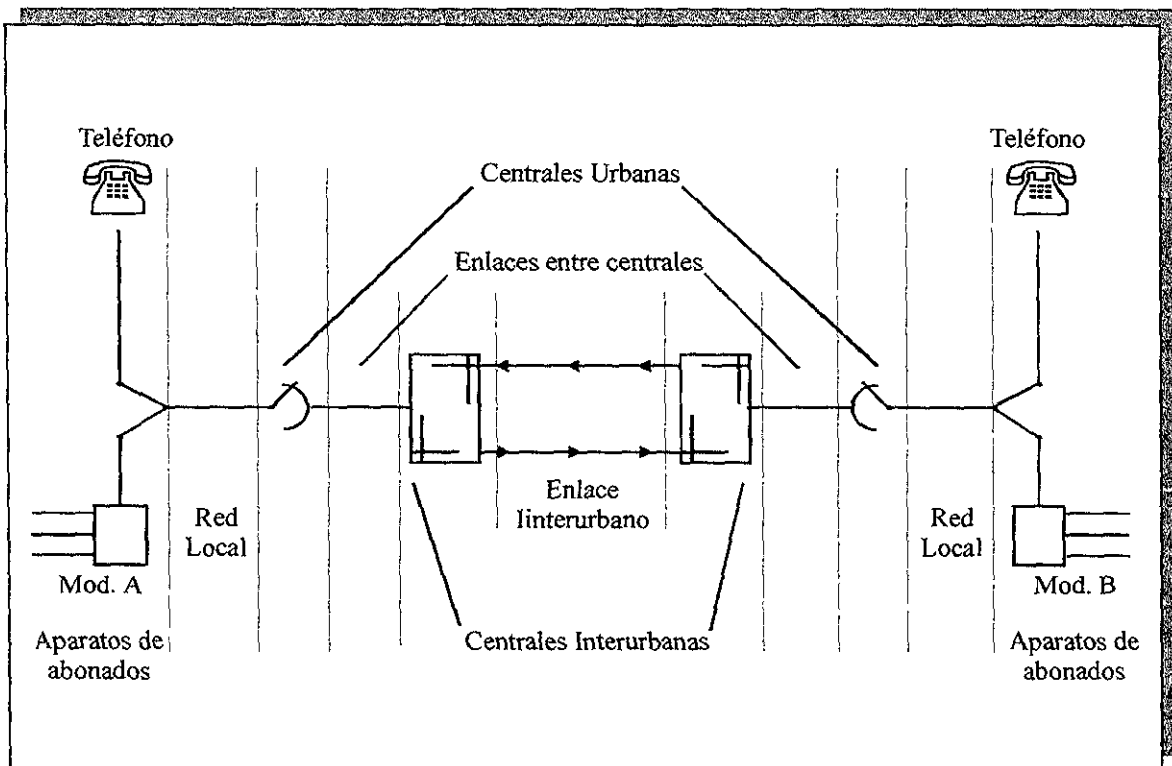 Teléfono
Teléfono
Centrales Urbanas
Enlaces entre centrales
Enlace
Iinterurbano
Red
Local
Red
Local
Mod. A
Mod. B
Centrales Interurbanas
Aparatos de
abonados
Aparatos de
abonados